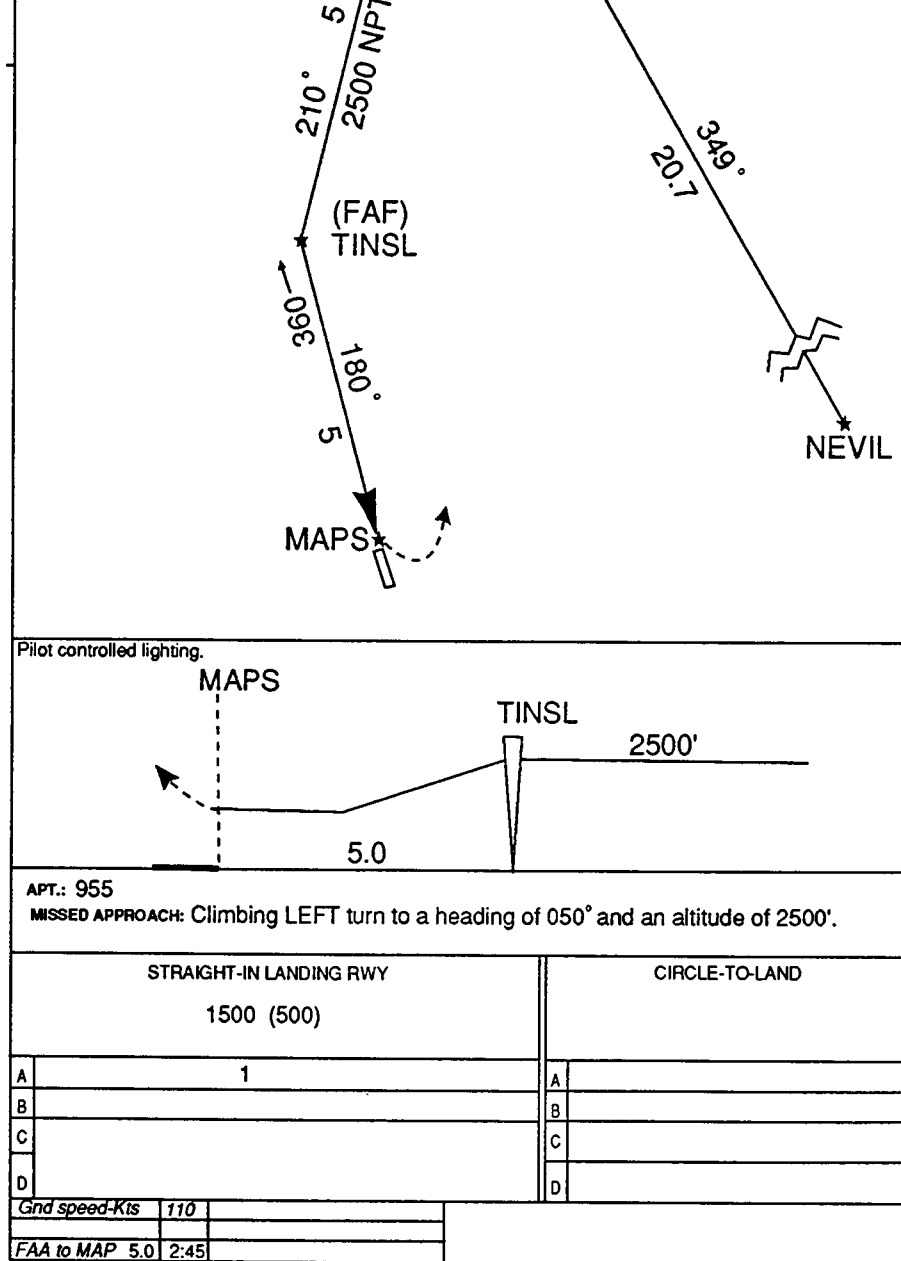 5
2500 NPT
210°
349°
20.7
(FAF)
TINSL
360
180°
5
NEVIL
MAPS
Pilot controlled lighting.
MAPS
TINSL
2500'
5.0
APT.: 955
MISSED APPROACH: Climbing LEFT turn to a heading of 050° and an altitude of 2500'.
STRAIGHT-IN LANDING RWY
CIRCLE-TO-LAND
1500 (500)
A 1 A
B B
C C
D D
Gnd speed-Kts 110
FAA to MAP 5.0 2:45